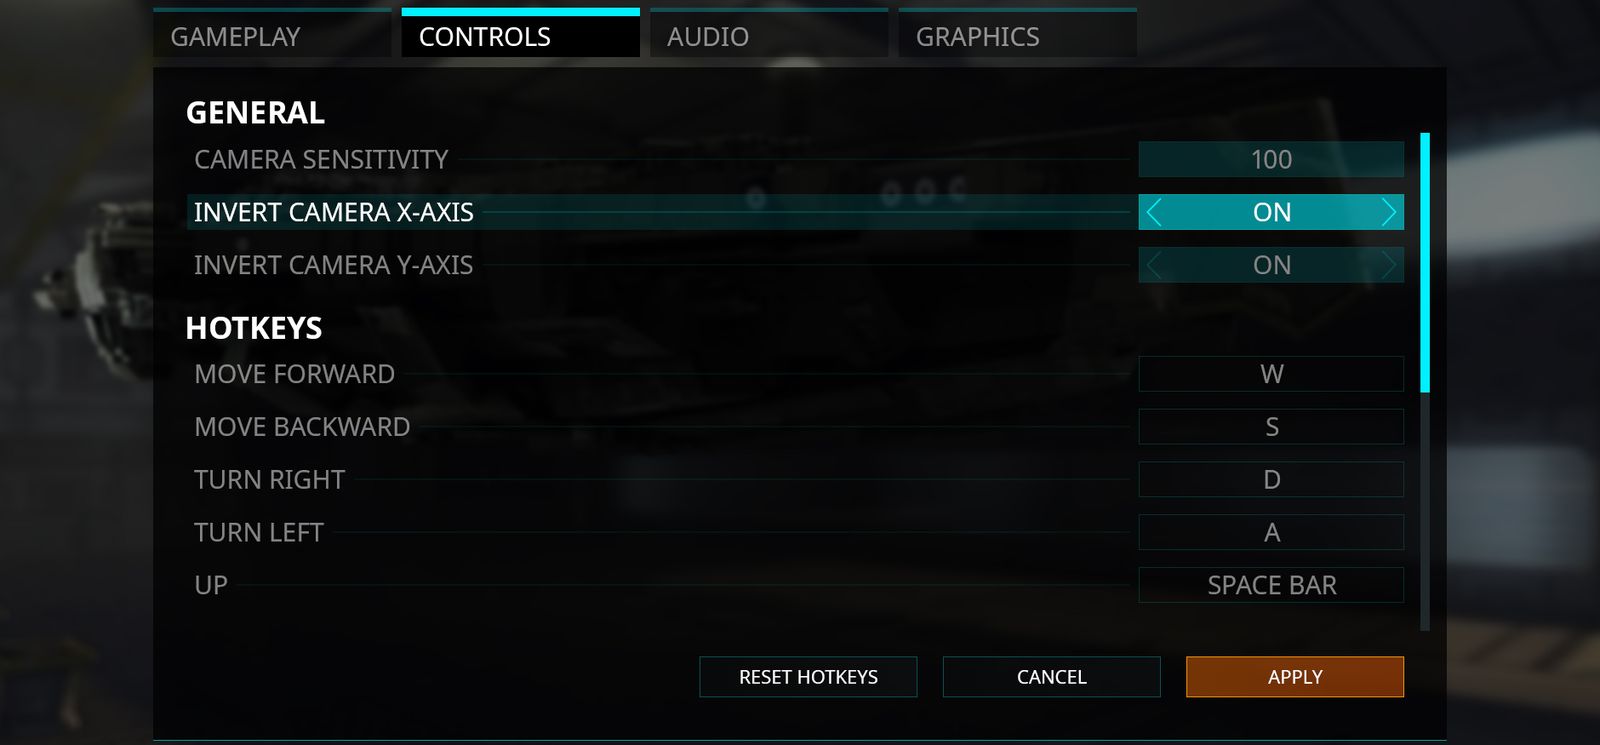 GAMEPLAY CONTROLS AUDIO GRAPHICS
GENERAL
CAMERA SENSITIVITY 100
INVERT CAMERA X-AXIS ON
INVERT CAMERA Y-AXIS ON
HOTKEYS
MOVE FORWARD W
MOVE BACKWARD S
TURN RIGHT D
TURN LEFT A
UP SPACE BAR
RESET HOTKEYS CANCEL APPLY